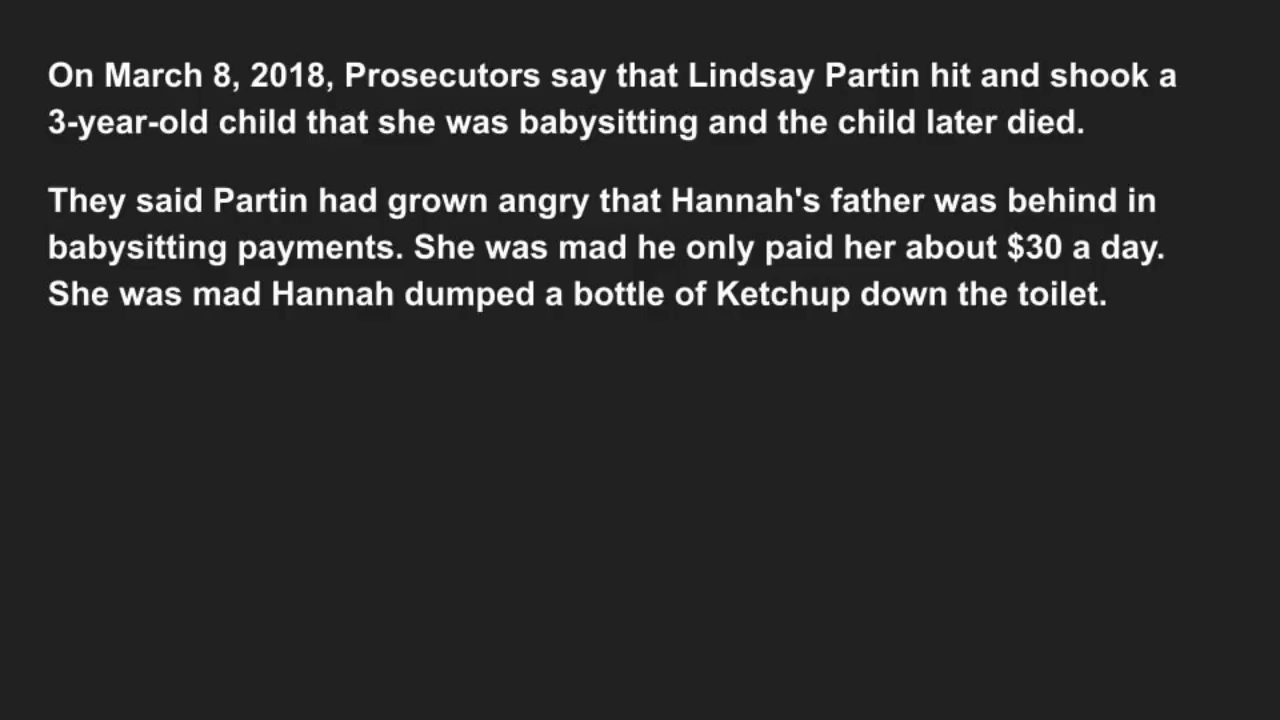 On March 8, 2018, Prosecutors say that Lindsay Partin hit and shook a
3-year-old child that she was babysitting and the child later died.
They said Partin had grown angry that Hannah's father was behind in
babysitting payments. She was mad he only paid her about $30 a day.
She was mad Hannah dumped a bottle of Ketchup down the toilet.